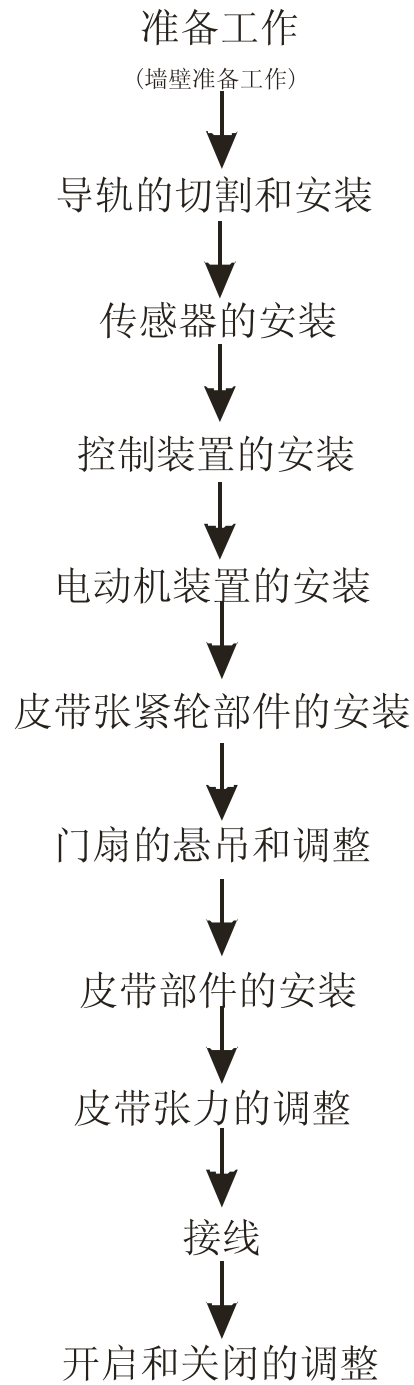 准备工作
(墙壁准备工作)
导轨的切割和安装
传感器的安装
控制装置的安装
电动机装置的安装
皮带张紧轮部件的安装
门扇的悬吊和调整
皮带部件的安装
皮带张力的调整
接线
开启和关闭的调整